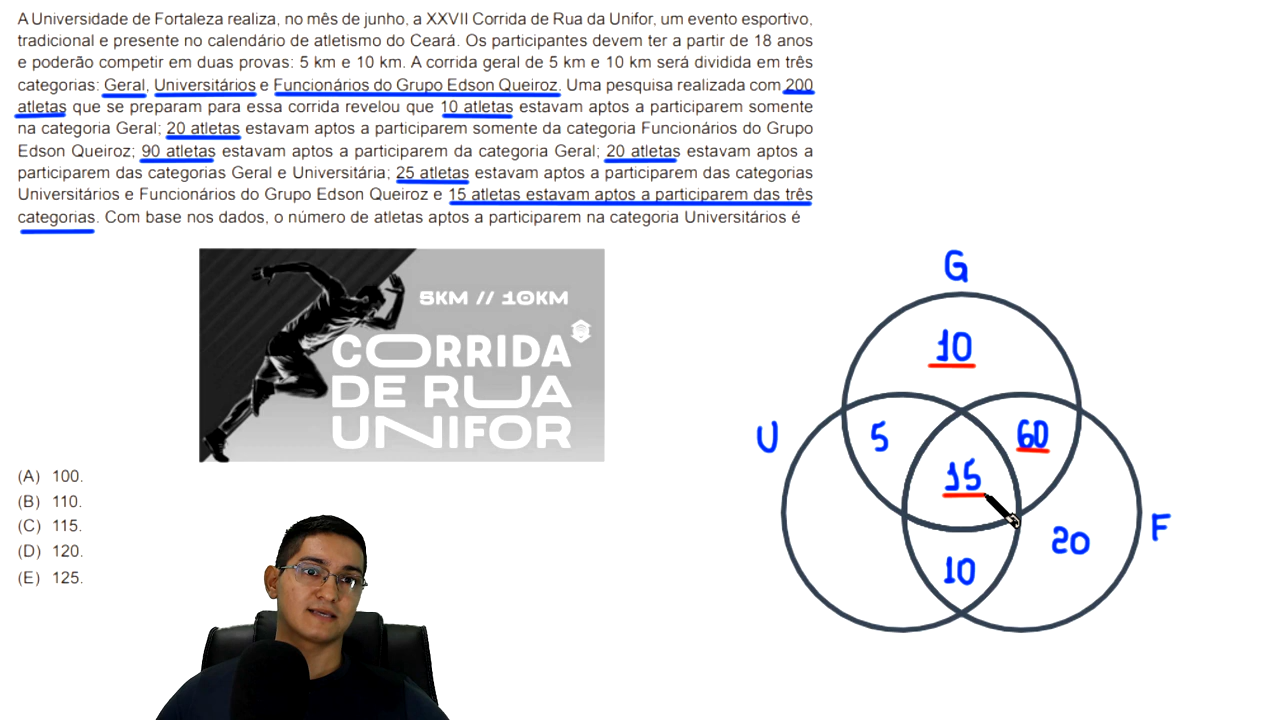 A Universidade de Fortaleza realiza, no mês de junho, a XXVII Corrida de Rua da Unifor, um evento esportivo,
tradicional e presente no calendário de atletismo do Ceará. Os participantes devem ter a partir de 18 anos
e poderão competir em duas provas: 5 km e 10 km. A corrida geral de 5 km e 10 km será dividida em três
categorias: Geral, Universitários e Funcionários do Grupo Edson Queiroz. Uma pesquisa realizada com 200
atletas que se preparam para essa corrida revelou que 10 atletas estavam aptos a participarem somente
na categoria Geral; 20 atletas estavam aptos a participarem somente da categoria Funcionários do Grupo
Edson Queiroz; 90 atletas estavam aptos a participarem da categoria Geral; 20 atletas estavam aptos a
participarem das categorias Geral e Universitária; 25 atletas estavam aptos a participarem das categorias
Universitários e Funcionários do Grupo Edson Queiroz e 15 atletas estavam aptos a participarem das três
categorias. Com base nos dados, o número de atletas aptos a participarem na categoria Universitários é
5KM // 10KM
CORRIDA
DE RUA
UNIFOR
(A) 100.
(B) 110.
(C) 115.
(D) 120.
(E) 125.
G
10
U
5
60
15
F
20
10